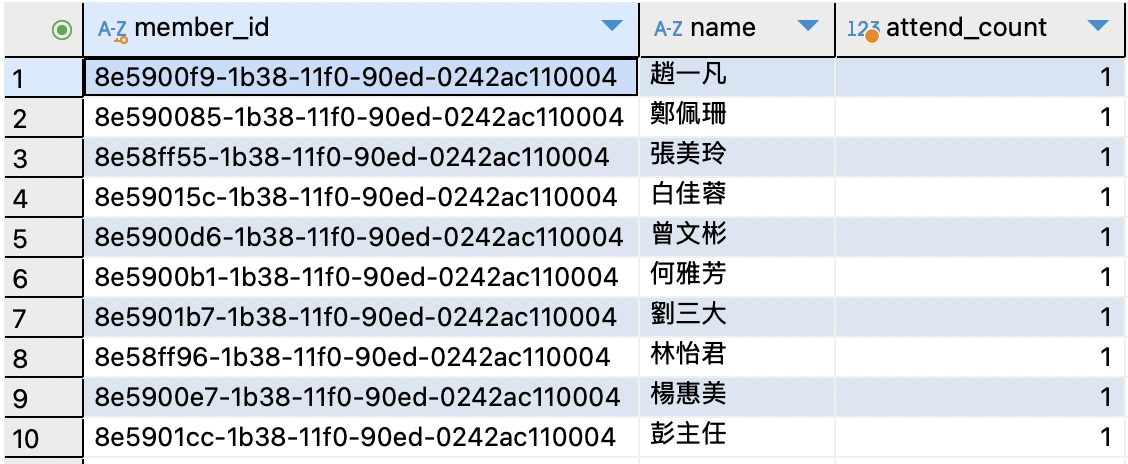 A-Z member_id A-Z name 123 attend_count
1 8e5900f9-1b38-11f0-90ed-0242ac110004 趙一凡 1
2 8e590085-1b38-11f0-90ed-0242ac110004 鄭佩珊 1
3 8e58ff55-1b38-11f0-90ed-0242ac110004 張美玲 1
4 8e59015c-1b38-11f0-90ed-0242ac110004 白佳蓉 1
5 8e5900d6-1b38-11f0-90ed-0242ac110004 曾文彬 1
6 8e5900b1-1b38-11f0-90ed-0242ac110004 何雅芳 1
7 8e5901b7-1b38-11f0-90ed-0242ac110004 劉三大 1
8 8e58ff96-1b38-11f0-90ed-0242ac110004 林怡君 1
9 8e5900e7-1b38-11f0-90ed-0242ac110004 楊惠美 1
10 8e5901cc-1b38-11f0-90ed-0242ac110004 彭主任 1